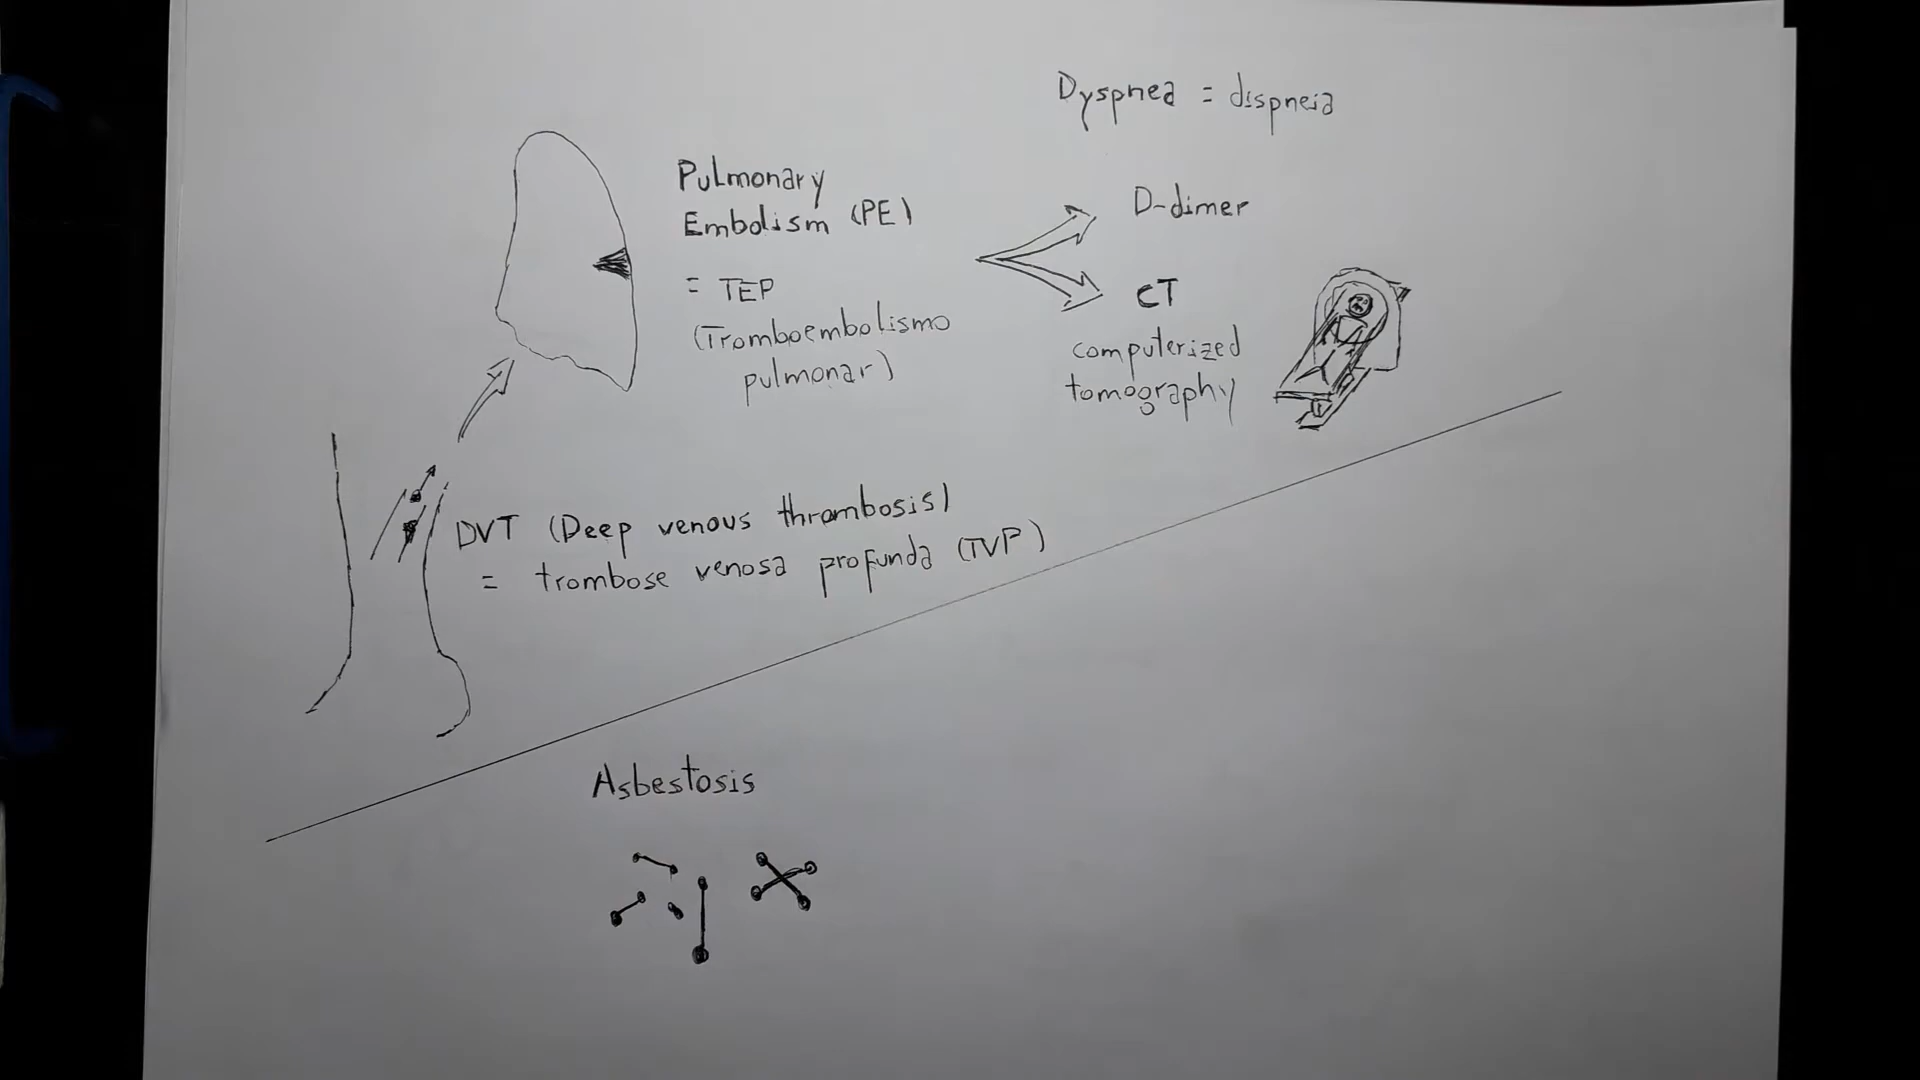 Dyspnea = dispneia
Pulmonary
Embolism (PE)
= TEP
(Tromboembolismo
pulmonar)
D-dimer
CT
computerized
tomography
DVT (Deep venous thrombosis)
= trombose venosa profunda (TVP)
Asbestosis